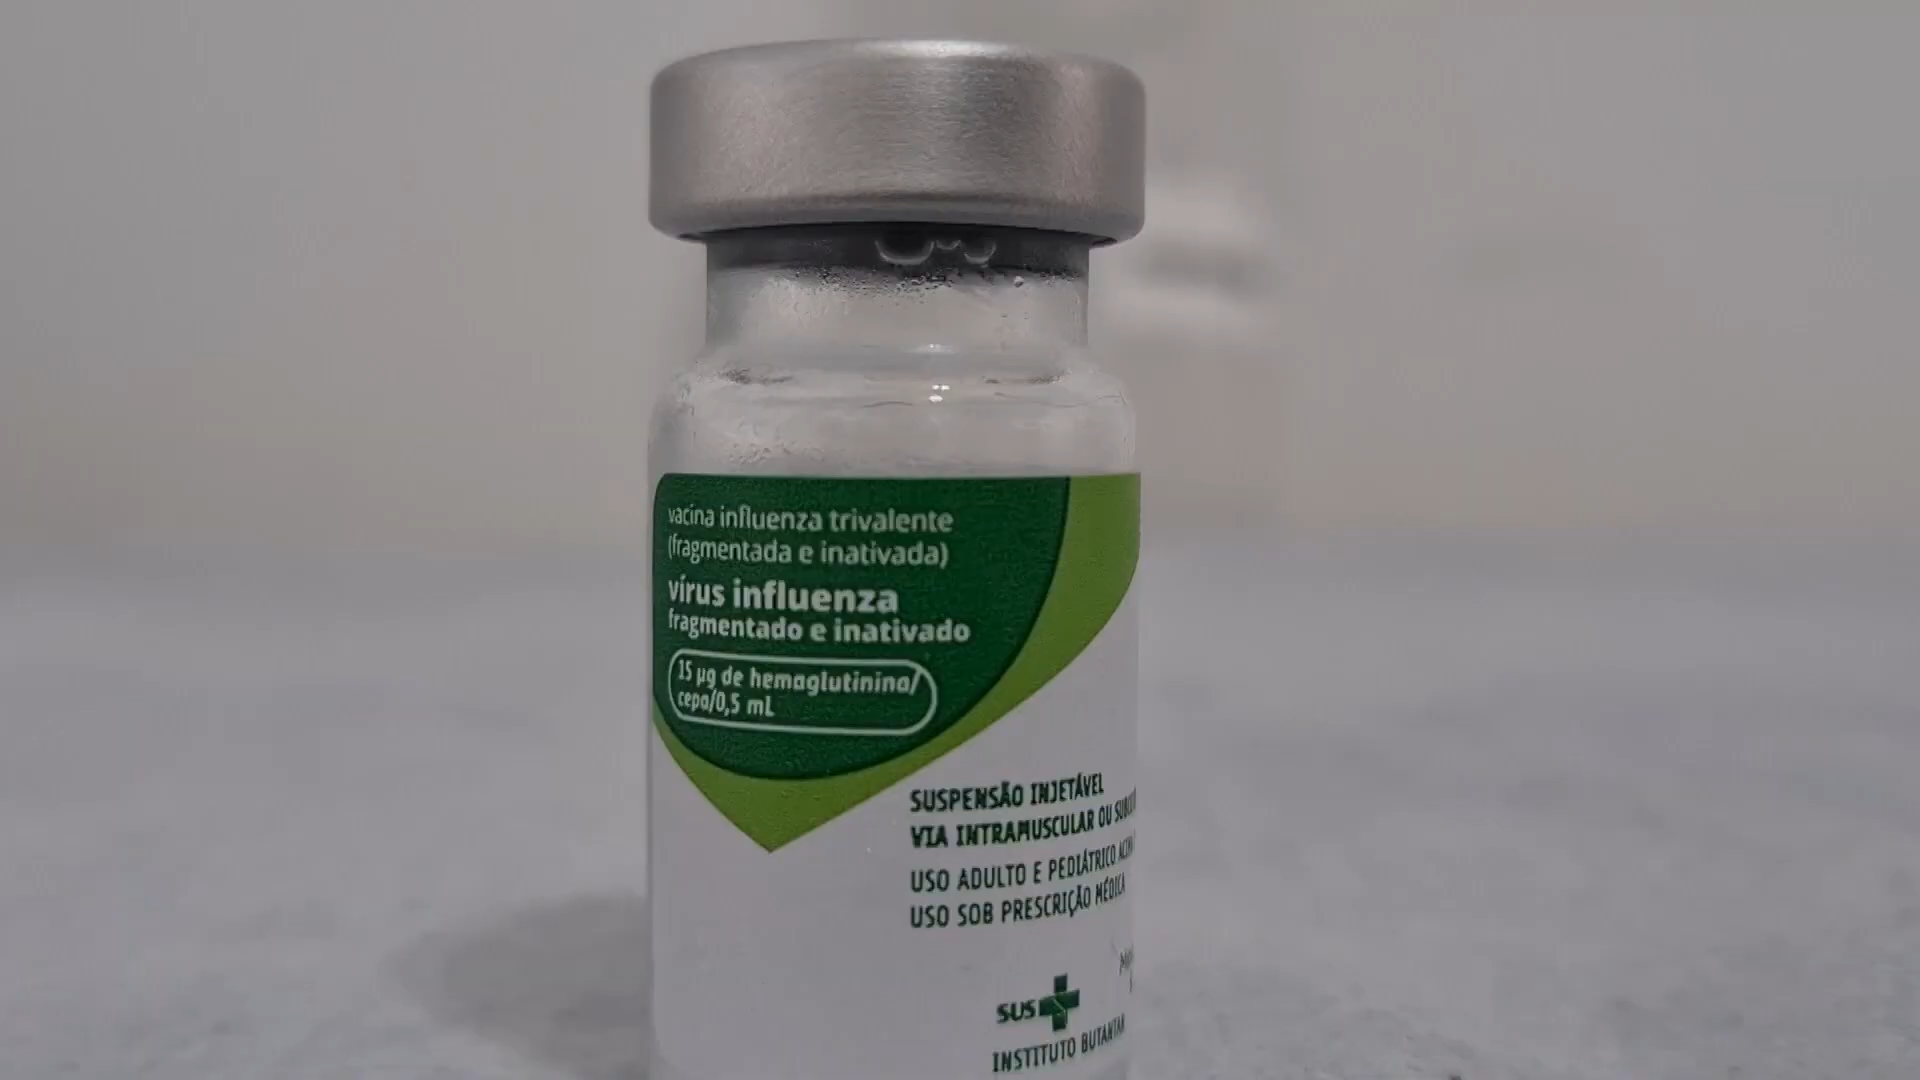 vacina influenza trivalente
(fragmentada e inativada)
vírus influenza
fragmentado e inativado
15 µg de hemaglutinina/
cepa/0,5 mL
SUSPENSÃO INJETÁVEL
VIA INTRAMUSCULAR OU
USO ADULTO E PEDIÁTRICO
USO SOB PRESCRIÇÃO MÉDICA
SUS
INSTITUTO